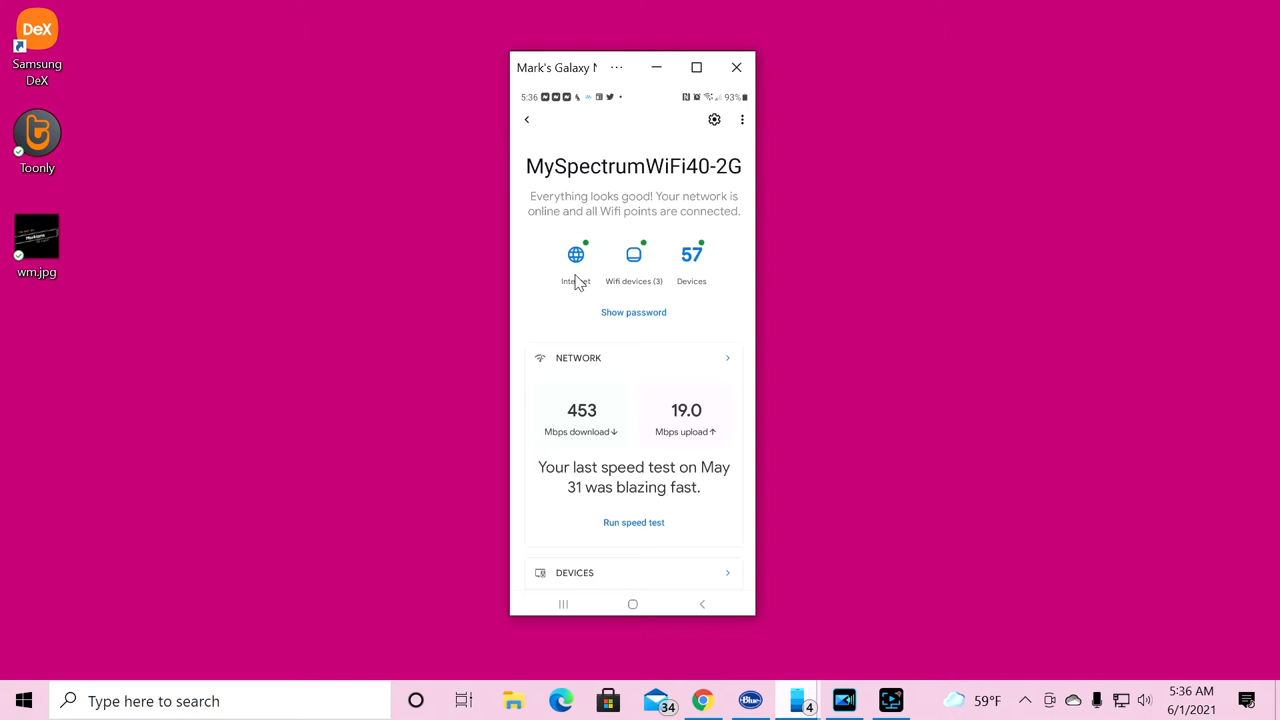 DeX
Samsung
DeX
Toonly
wm.jpg
Mark's Galaxy N
5:36
93%
MySpectrumWiFi40-2G
Everything looks good! Your network is
online and all Wifi points are connected.
57
Internet
Wifi devices (3)
Devices
Show password
NETWORK
453
19.0
Mbps download↓
Mbps upload↑
Your last speed test on May
31 was blazing fast.
Run speed test
DEVICES
Type here to search
34
Blue
4
59°F
5:36 AM
6/1/2021